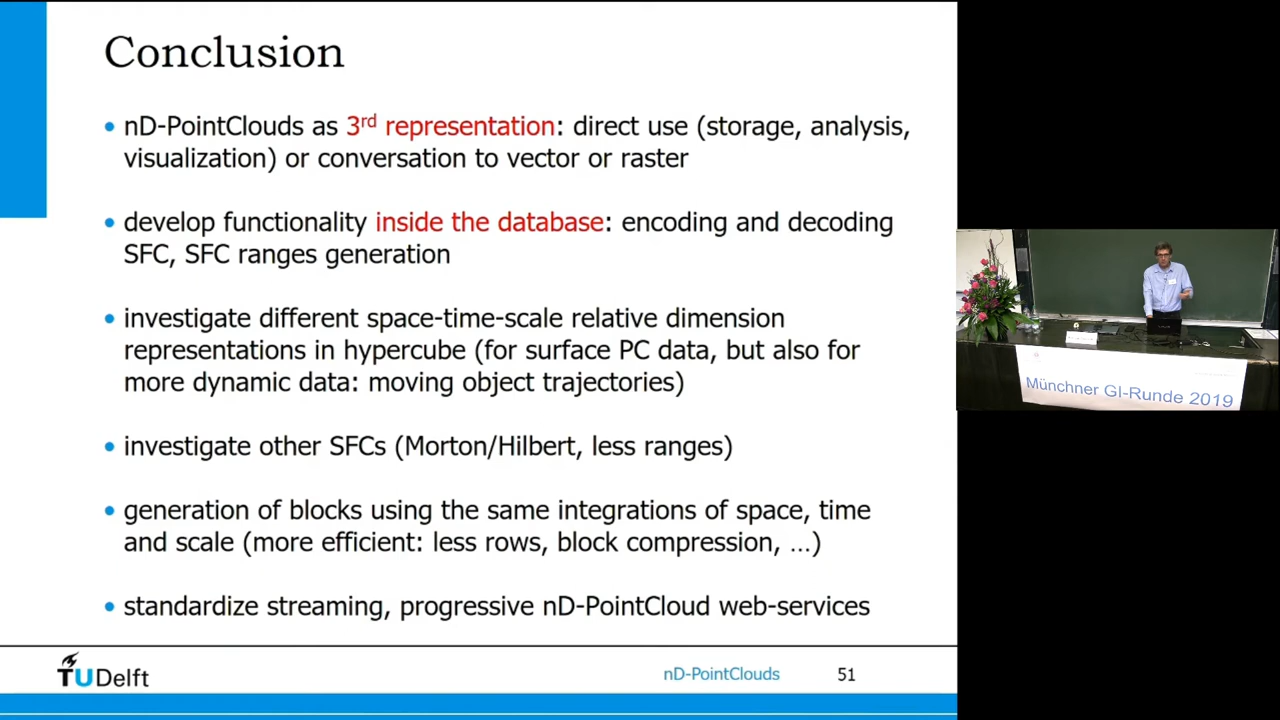 Conclusion
• nD-PointClouds as 3rd representation: direct use (storage, analysis,
visualization) or conversation to vector or raster
• develop functionality inside the database: encoding and decoding
SFC, SFC ranges generation
• investigate different space-time-scale relative dimension
representations in hypercube (for surface PC data, but also for
more dynamic data: moving object trajectories)
• investigate other SFCs (Morton/Hilbert, less ranges)
• generation of blocks using the same integrations of space, time
and scale (more efficient: less rows, block compression, …)
• standardize streaming, progressive nD-PointCloud web-services
TUDelft
nD-PointClouds
51
Münchner GI-Runde 2019